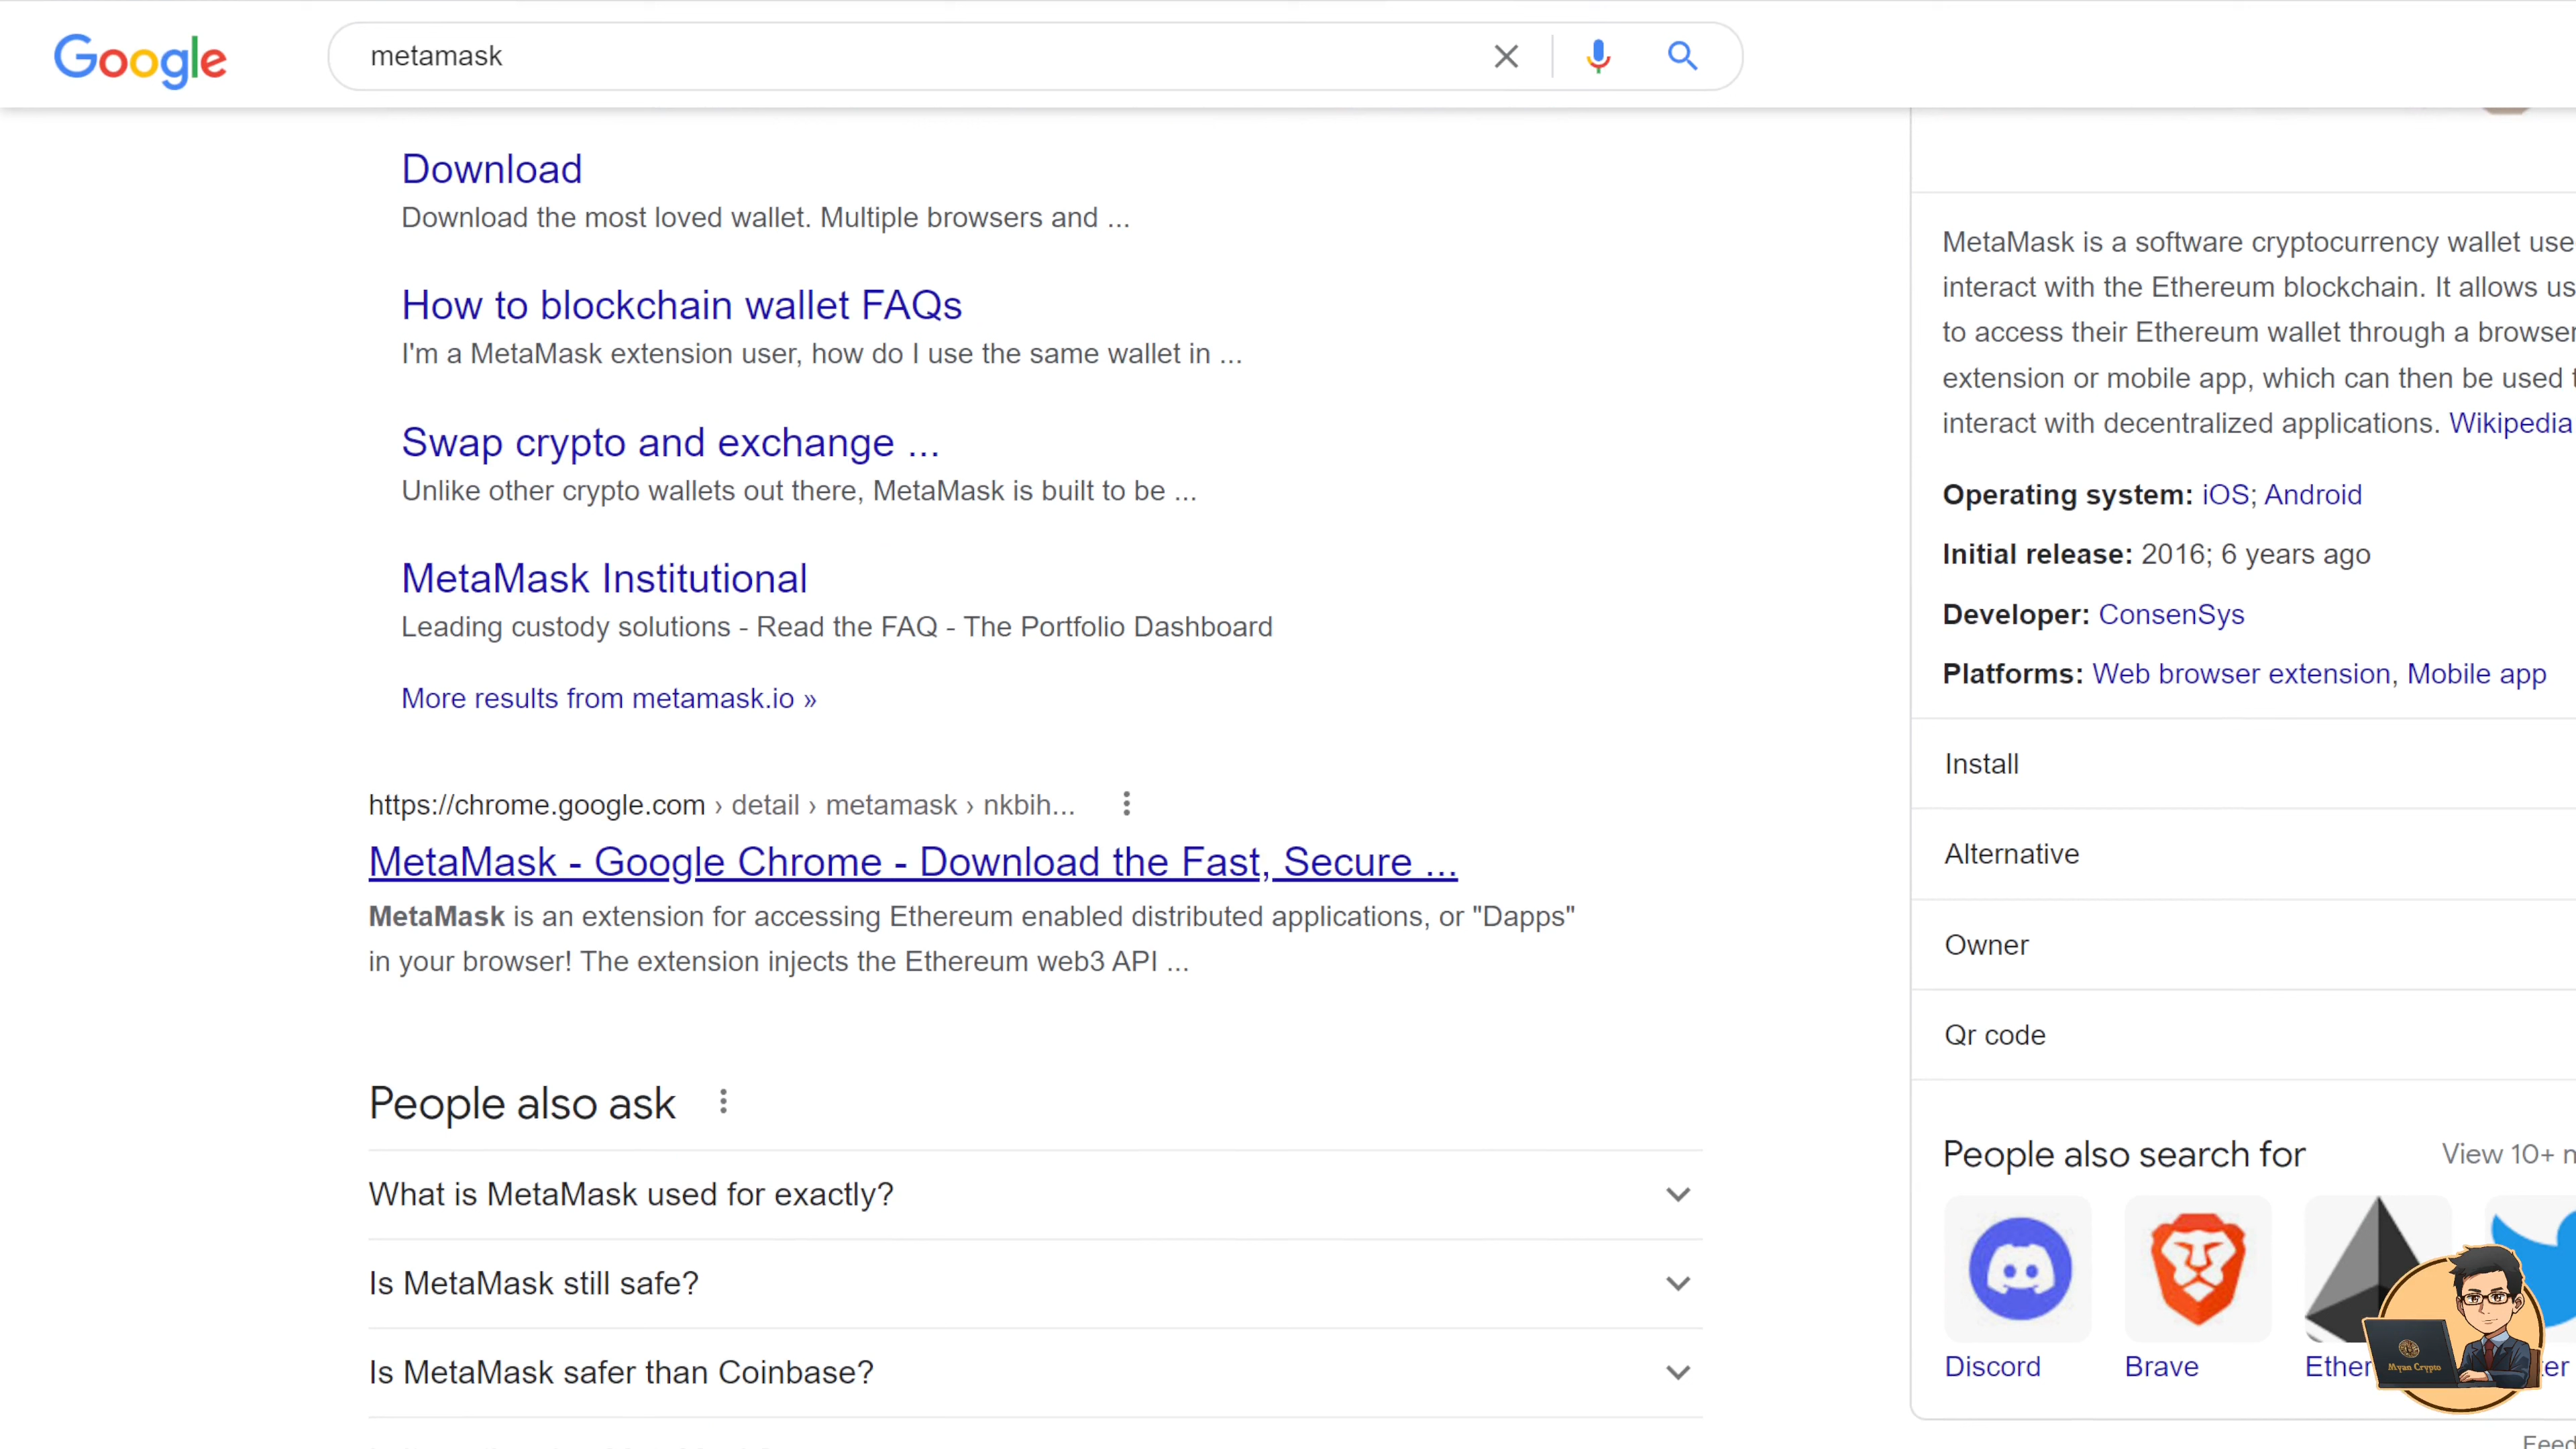 Google
metamask
Download
Download the most loved wallet. Multiple browsers and ...
How to blockchain wallet FAQs
I'm a MetaMask extension user, how do I use the same wallet in ...
Swap crypto and exchange ...
Unlike other crypto wallets out there, MetaMask is built to be ...
MetaMask Institutional
Leading custody solutions - Read the FAQ - The Portfolio Dashboard
More results from metamask.io »
https://chrome.google.com › detail › metamask › nkbih...
MetaMask - Google Chrome - Download the Fast, Secure ...
MetaMask is an extension for accessing Ethereum enabled distributed applications, or "Dapps"
in your browser! The extension injects the Ethereum web3 API ...
People also ask
What is MetaMask used for exactly?
Is MetaMask still safe?
Is MetaMask safer than Coinbase?
MetaMask is a software cryptocurrency wallet use
interact with the Ethereum blockchain. It allows us
to access their Ethereum wallet through a browser
extension or mobile app, which can then be used
interact with decentralized applications. Wikipedia
Operating system: iOS; Android
Initial release: 2016; 6 years ago
Developer: ConsenSys
Platforms: Web browser extension, Mobile app
Install
Alternative
Owner
Qr code
People also search for
View 10+
Discord
Brave
Ether
Myan Crypto
Feed